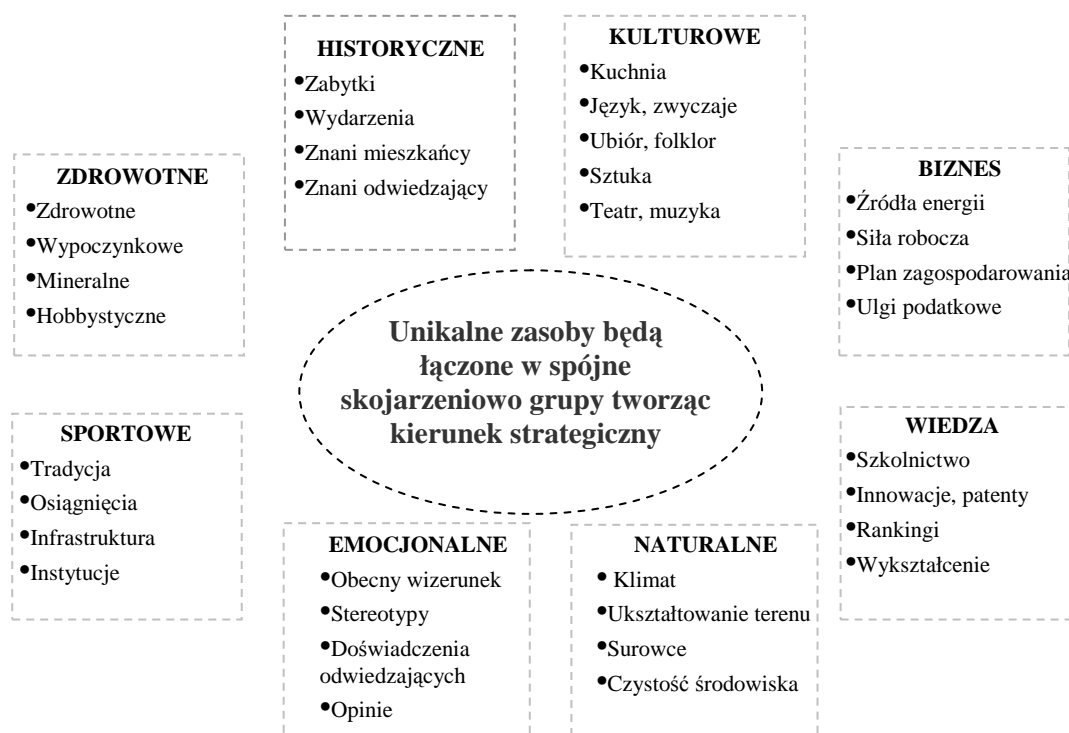 HISTORYCZNE
•Zabytki
•Wydarzenia
•Znani mieszkańcy
•Znani odwiedzający
KULTUROWE
•Kuchnia
•Język, zwyczaje
•Ubiór, folklor
•Sztuka
•Teatr, muzyka
ZDROWOTNE
•Zdrowotne
•Wypoczynkowe
•Mineralne
•Hobbystyczne
BIZNES
•Źródła energii
•Siła robocza
•Plan zagospodarowania
•Ulgi podatkowe
Unikalne zasoby będą
łączone w spójne
skojarzeniowo grupy tworząc
kierunek strategiczny
SPORTOWE
•Tradycja
•Osiągnięcia
•Infrastruktura
•Instytucje
WIEDZA
•Szkolnictwo
•Innowacje, patenty
•Rankingi
•Wykształcenie
EMOCJONALNE
•Obecny wizerunek
•Stereotypy
•Doświadczenia
odwiedzających
•Opinie
NATURALNE
• Klimat
•Ukształtowanie terenu
•Surowce
•Czystość środowiska